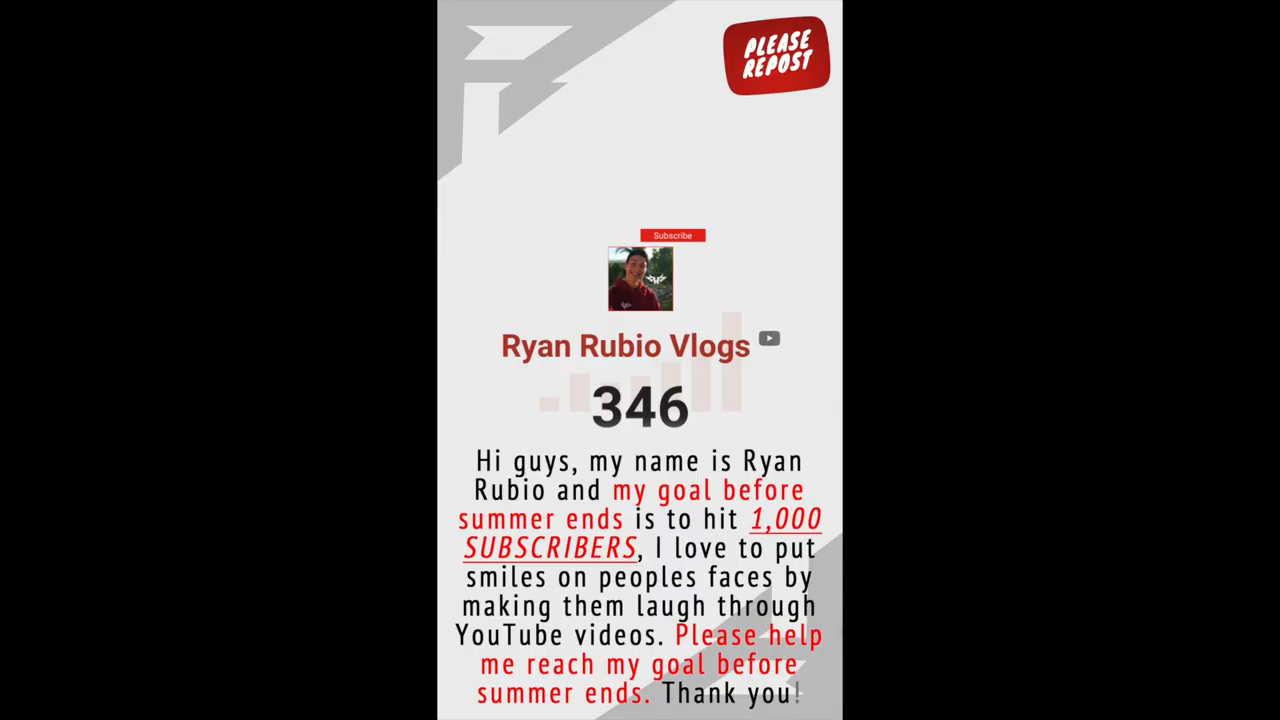 PLEASE
REPOST
Subscribe
Ryan Rubio Vlogs
346
Hi guys, my name is Ryan
Rubio and my goal before
summer ends is to hit 1,000
SUBSCRIBERS, I love to put
smiles on peoples faces by
making them laugh through
YouTube videos. Please help
me reach my goal before
summer ends. Thank you!